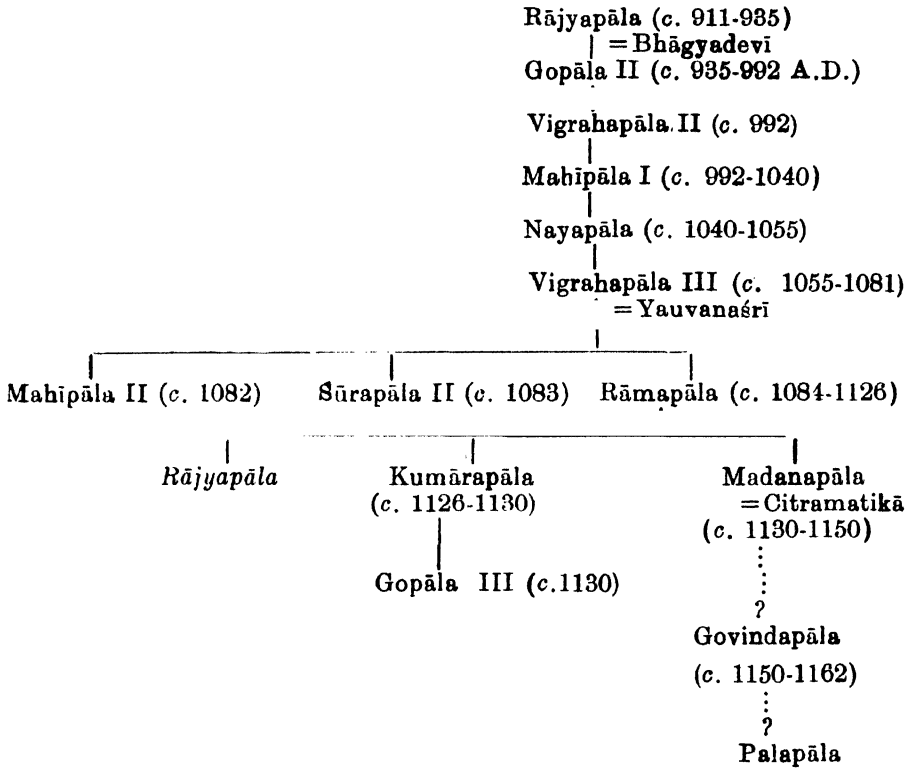 Rājyapāla (c. 911-935)
= Bhāgyadevī
Gopāla II (c. 935-992 A.D.)
Vigrahapāla II (c. 992)
Mahīpāla I (c. 992-1040)
Nayapāla (c. 1040-1055)
Vigrahapāla III (c. 1055-1081)
= Yauvanaśrī
Mahīpāla II (c. 1082) Śūrapāla II (c. 1083) Rāmapāla (c. 1084-1126)
Rājyapāla Kumārapāla Madanapāla
(c. 1126-1130) = Citramatikā
(c. 1130-1150)
Gopāla III (c.1130)
?
Govindapāla
(c. 1150-1162)
?
Palapāla